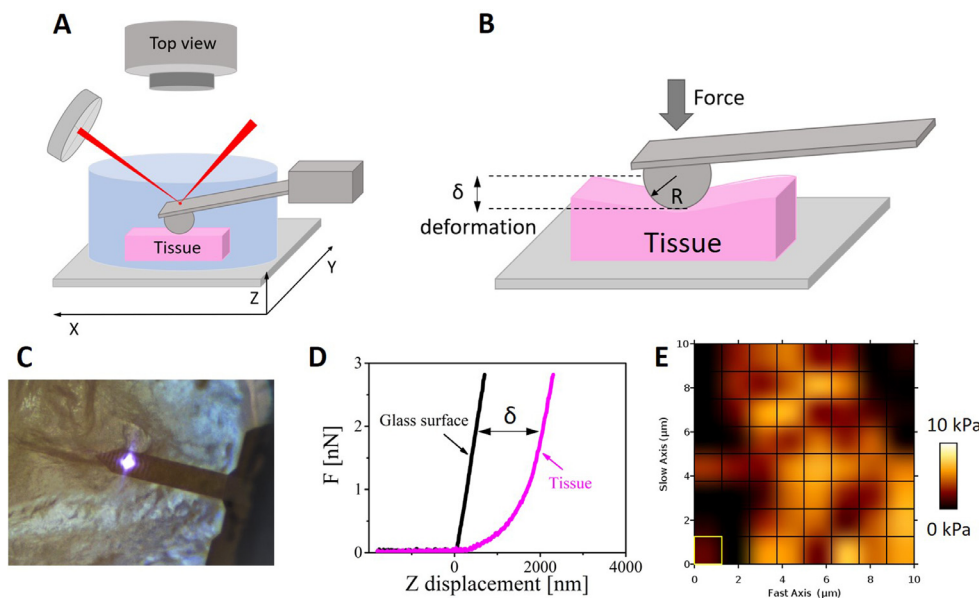 A
Top view
Tissue
Z
Y
X
B
Force
δ
deformation
R
Tissue
C
D
F [nN]
3
2
1
0
Glass surface
δ
Tissue
0 2000 4000
Z displacement [nm]
E
Slow Axis (µm)
10
8
6
4
2
0
0 2 4 6 8 10
Fast Axis (µm)
10 kPa
0 kPa